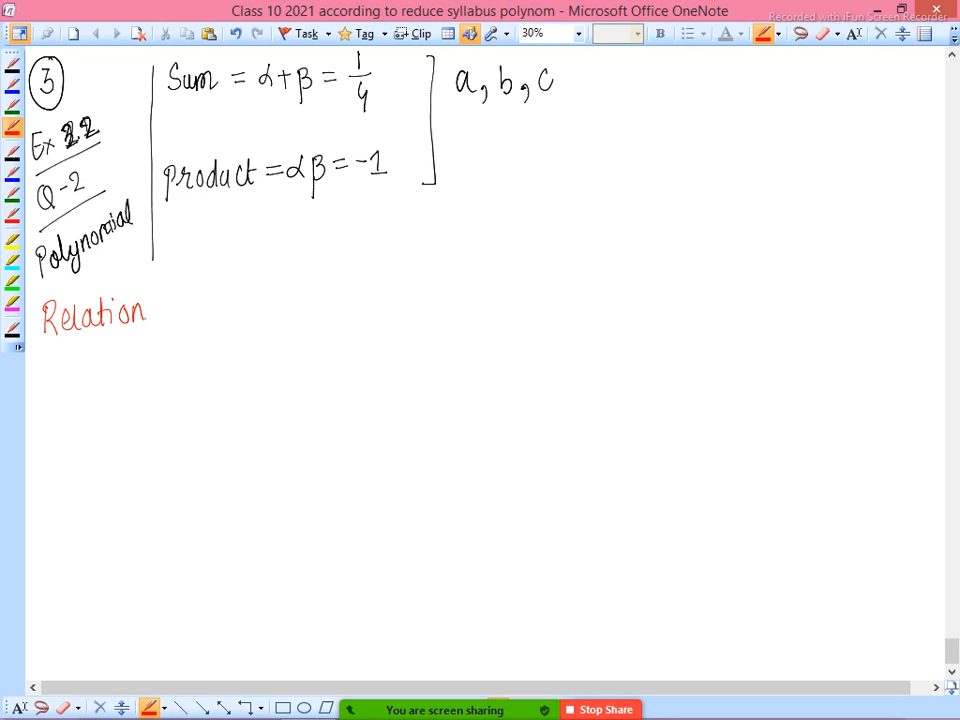 Class 10 2021 according to reduce syllabus polynom - Microsoft Office OneNote
Recorded with iFun Screen Recorder
Task Tag Clip 30% B A
3
Ex 2.2
Q-2
Polynomial
Sum = α+β = 1/4
product = αβ = -1
a, b, c
Relation
You are screen sharing
Stop Share